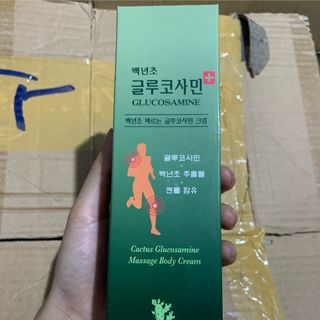 백년초
글루코사민
GLUCOSAMINE
백년초 바르는 글루코사민 크림
글루코사민
백년초 추출물
멘톨 함유
Cactus Glucosamine
Massage Body Cream